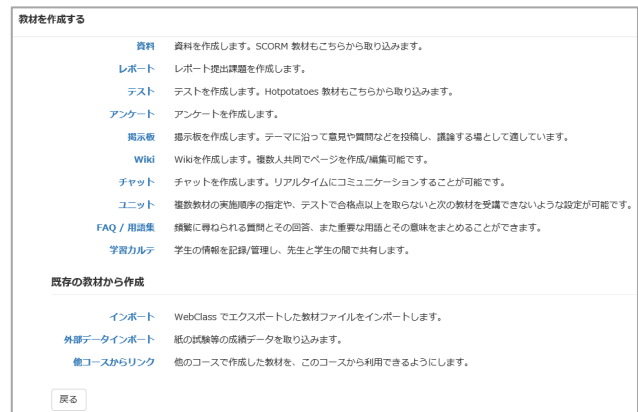 教材を作成する
資料 資料を作成します。SCORM 教材もこちらから取り込みます。
レポート レポート提出課題を作成します。
テスト テストを作成します。Hotpotatoes 教材もこちらから取り込みます。
アンケート アンケートを作成します。
掲示板 掲示板を作成します。テーマに沿って意見や質問などを投稿し、議論する場として適しています。
Wiki Wikiを作成します。複数人共同でページを作成/編集可能です。
チャット チャットを作成します。リアルタイムにコミュニケーションすることが可能です。
ユニット 複数教材の実施順序の指定や、テストで合格点以上を取らないと次の教材を受講できないような設定が可能です。
FAQ / 用語集 頻繁に尋ねられる質問とその回答、また重要な用語とその意味をまとめることができます。
学習カルテ 学生の情報を記録/管理し、先生と学生の間で共有します。
既存の教材から作成
インポート WebClass でエクスポートした教材ファイルをインポートします。
外部データインポート 紙の試験等の成績データを取り込みます。
他コースからリンク 他のコースで作成した教材を、このコースから利用できるようにします。
戻る